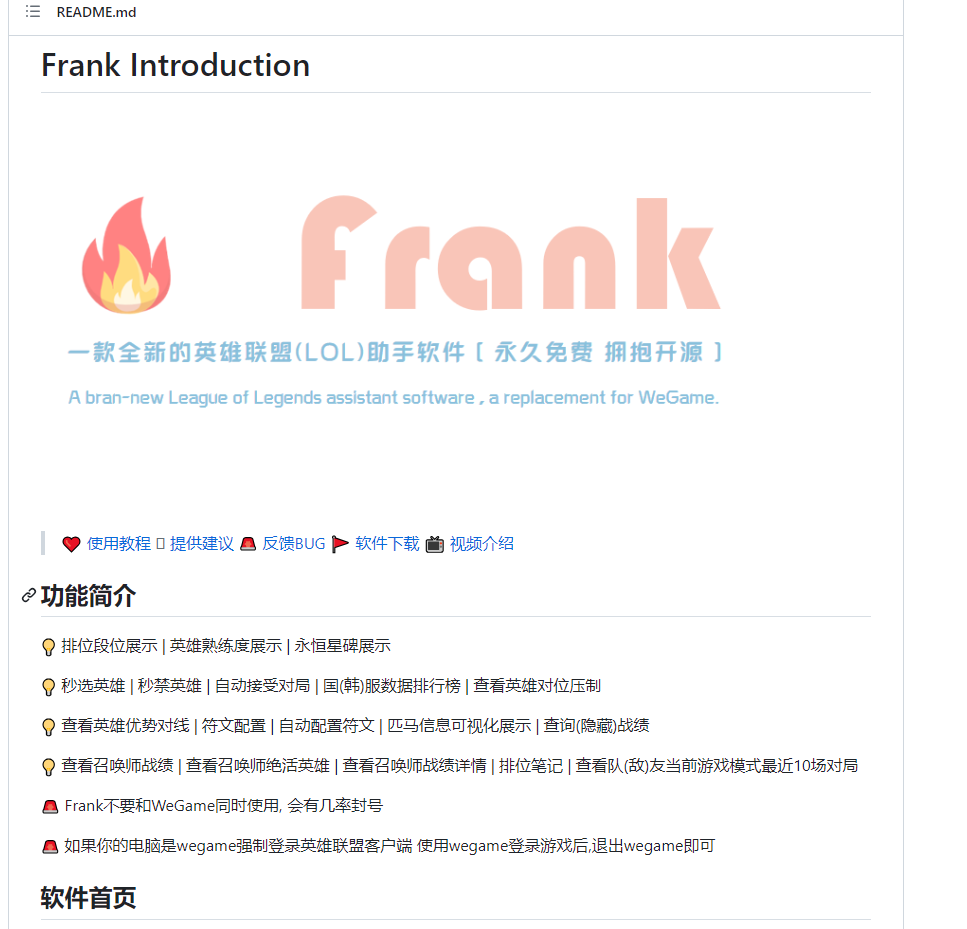 README.md
Frank Introduction
Frank
一款全新的英雄联盟(LOL)助手软件 [ 永久免费 拥抱开源 ]
A bran-new League of Legends assistant software , a replacement for WeGame.
❤️ 使用教程 提供建议 🚨 反馈BUG 🚩 软件下载 📺 视频介绍
功能简介
💡 排位段位展示 | 英雄熟练度展示 | 永恒星碑展示
💡 秒选英雄 | 秒禁英雄 | 自动接受对局 | 国(韩)服数据排行榜 | 查看英雄对位压制
💡 查看英雄优势对线 | 符文配置 | 自动配置符文 | 匹马信息可视化展示 | 查询(隐藏)战绩
💡 查看召唤师战绩 | 查看召唤师绝活英雄 | 查看召唤师战绩详情 | 排位笔记 | 查看队(敌)友当前游戏模式最近10场对局
🚨 Frank不要和WeGame同时使用, 会有几率封号
🚨 如果你的电脑是wegame强制登录英雄联盟客户端 使用wegame登录游戏后,退出wegame即可
软件首页